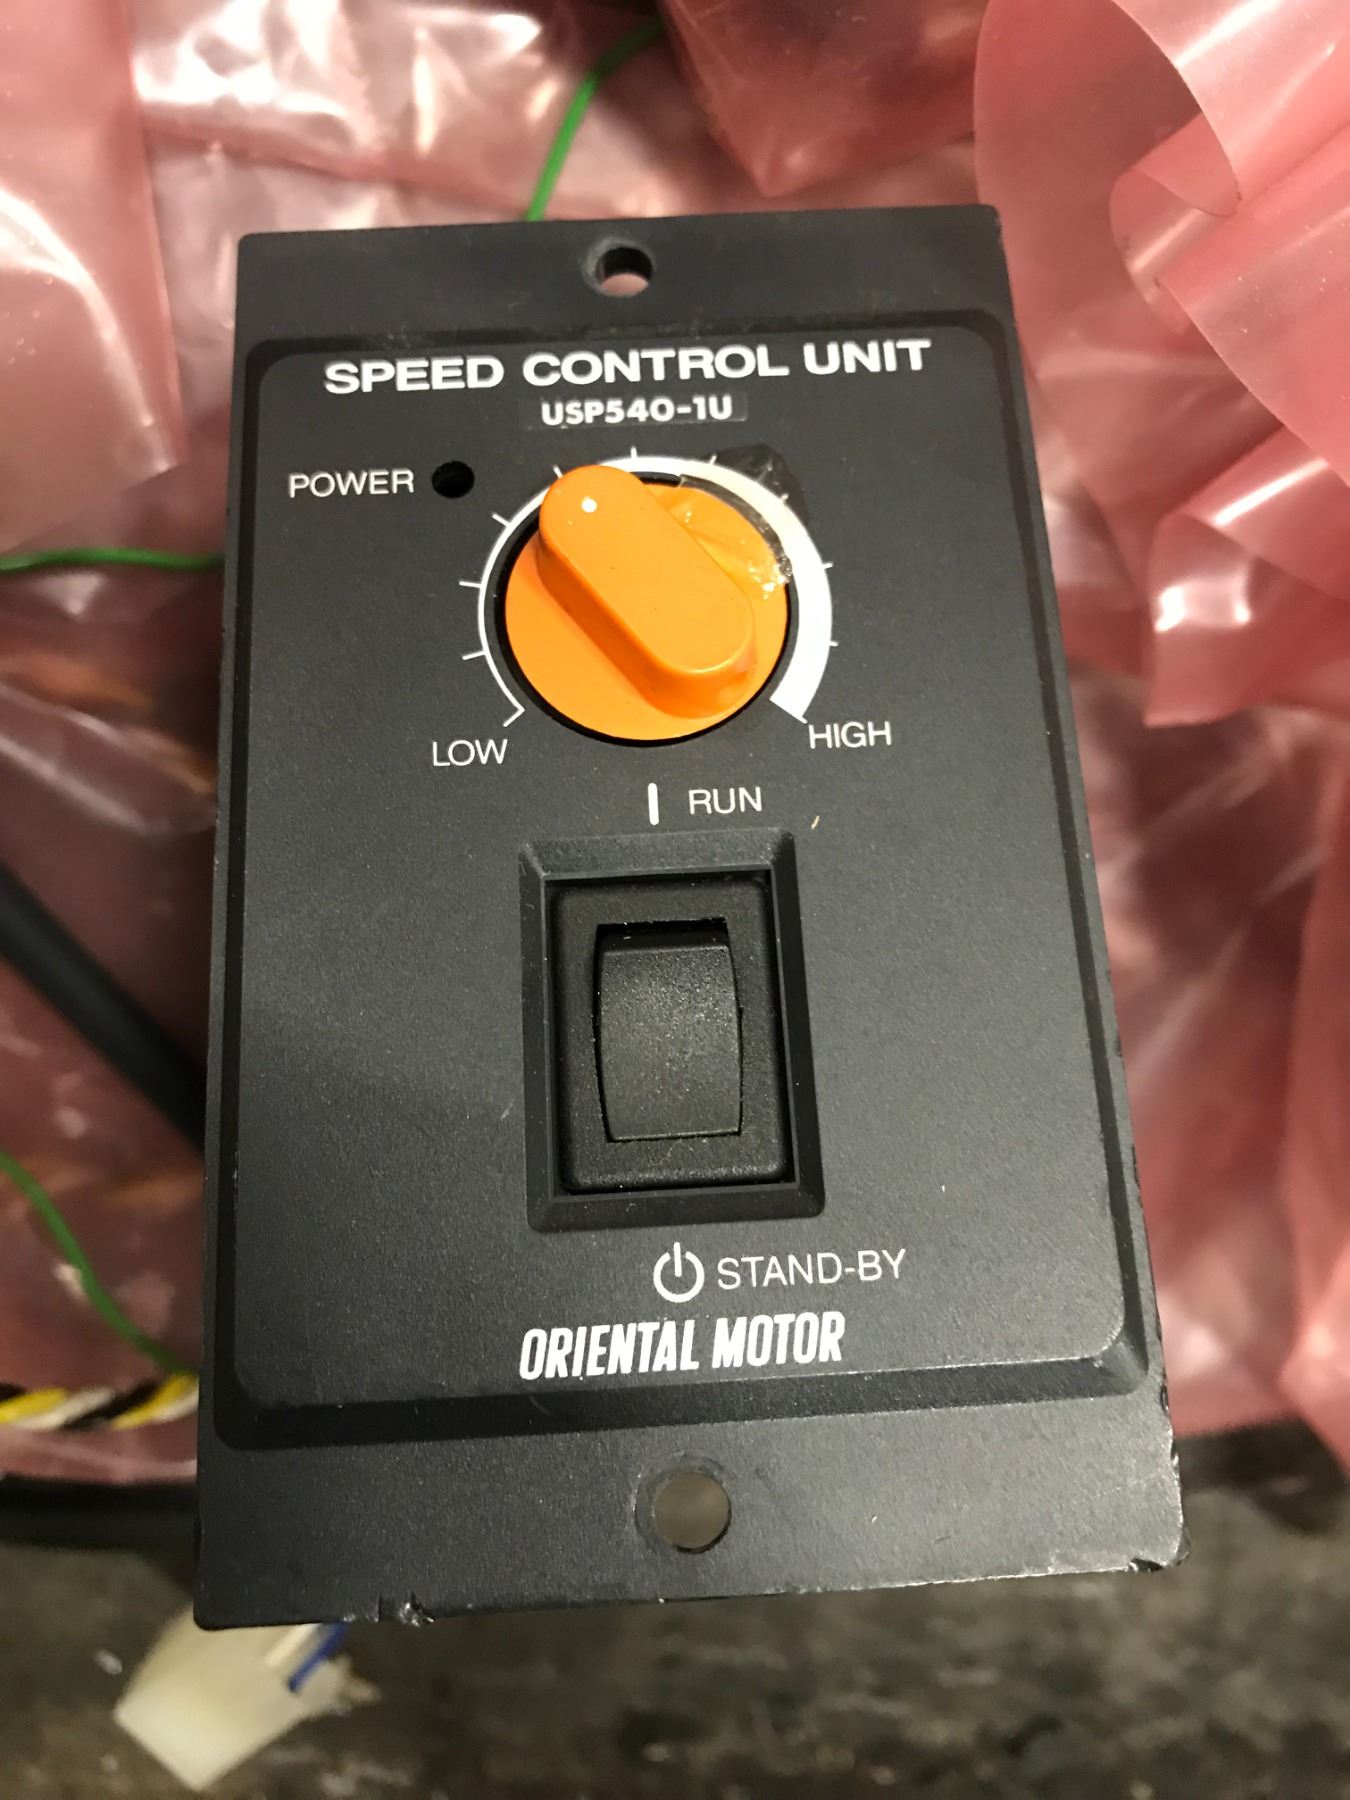 SPEED CONTROL UNIT
USP540-1U
POWER
LOW
HIGH
RUN
STAND-BY
ORIENTAL MOTOR